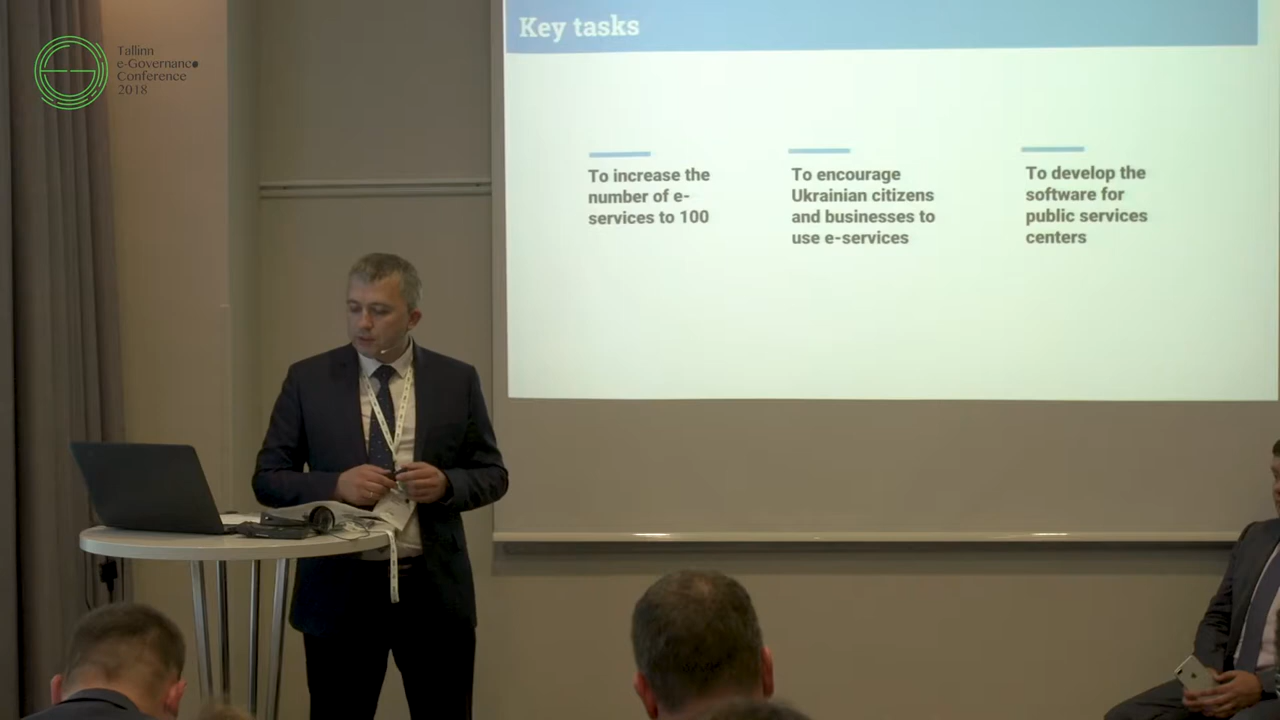 Tallinn
e-Governance
Conference
2018
Key tasks
To increase the
number of e-
services to 100
To encourage
Ukrainian citizens
and businesses to
use e-services
To develop the
software for
public services
centers